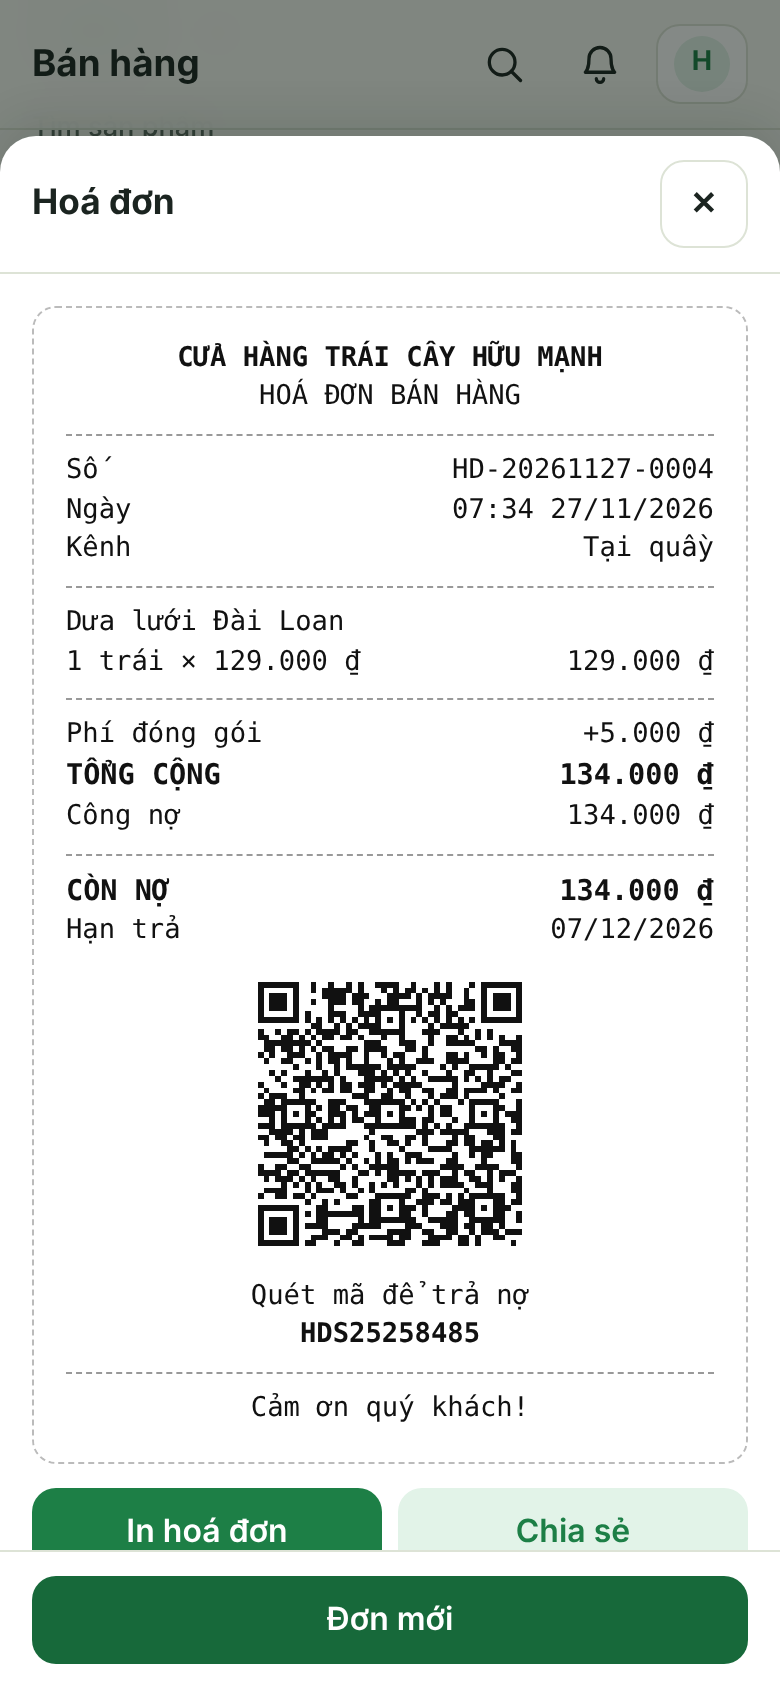 Bán hàng
H
Tìm sản phẩm
Hoá đơn
CỬA HÀNG TRÁI CÂY HỮU MẠNH
HOÁ ĐƠN BÁN HÀNG
Số HD-20261127-0004
Ngày 07:34 27/11/2026
Kênh Tại quầy
Dưa lưới Đài Loan
1 trái × 129.000 ₫ 129.000 ₫
Phí đóng gói +5.000 ₫
TỔNG CỘNG 134.000 ₫
Công nợ 134.000 ₫
CÒN NỢ 134.000 ₫
Hạn trả 07/12/2026
Quét mã để trả nợ
HDS25258485
Cảm ơn quý khách!
In hoá đơn Chia sẻ
Đơn mới